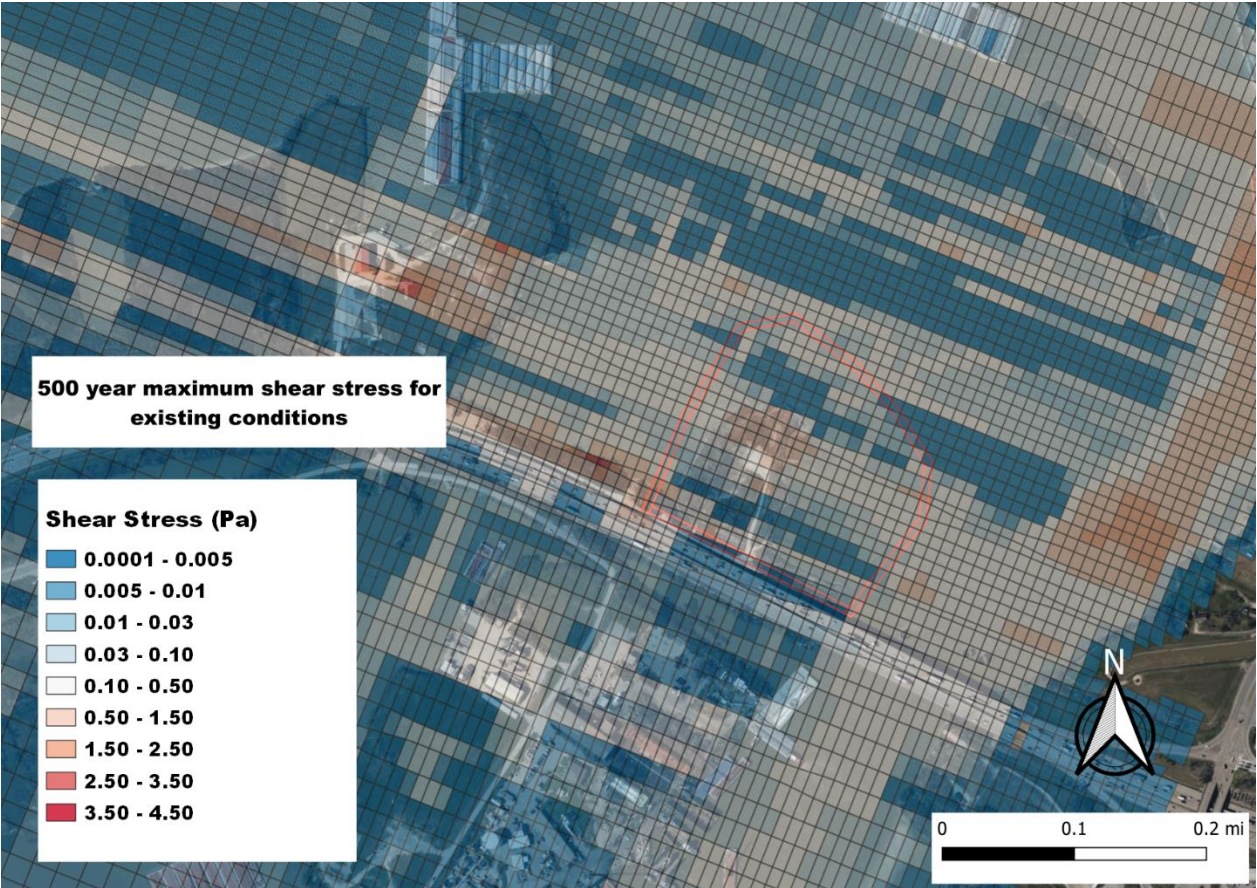 500 year maximum shear stress for
existing conditions
Shear Stress (Pa)
0.0001 - 0.005
0.005 - 0.01
0.01 - 0.03
0.03 - 0.10
0.10 - 0.50
0.50 - 1.50
1.50 - 2.50
2.50 - 3.50
3.50 - 4.50
N
0 0.1 0.2 mi